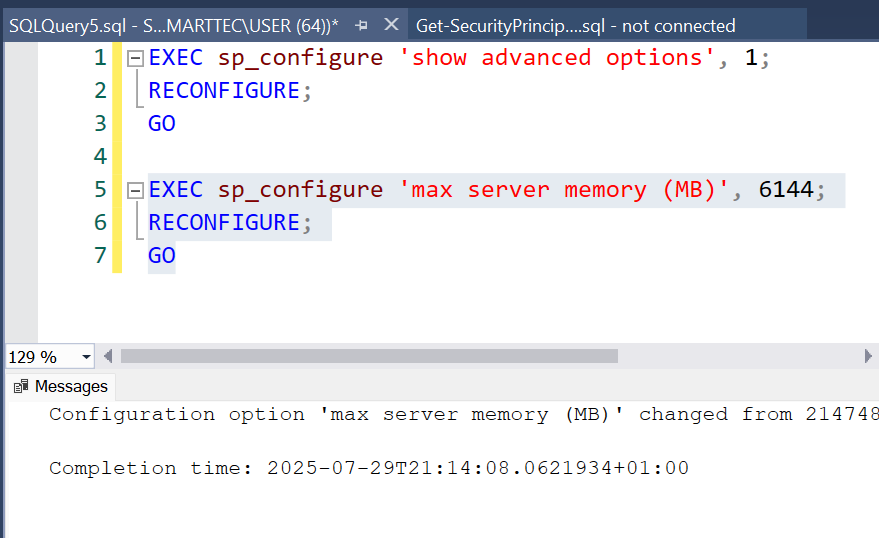 SQLQuery5.sql - S...MARTTEC\USER (64))*
Get-SecurityPrincip....sql - not connected
1 EXEC sp_configure 'show advanced options', 1;
2 RECONFIGURE;
3 GO
4
5 EXEC sp_configure 'max server memory (MB)', 6144;
6 RECONFIGURE;
7 GO
129 %
Messages
Configuration option 'max server memory (MB)' changed from 214748
Completion time: 2025-07-29T21:14:08.0621934+01:00